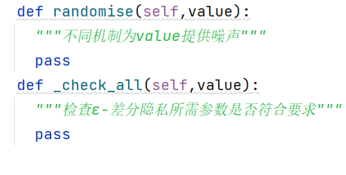 def randomise(self,value):
"""不同机制为value提供噪声"""
pass
def _check_all(self,value):
"""检查ε-差分隐私所需参数是否符合要求"""
pass